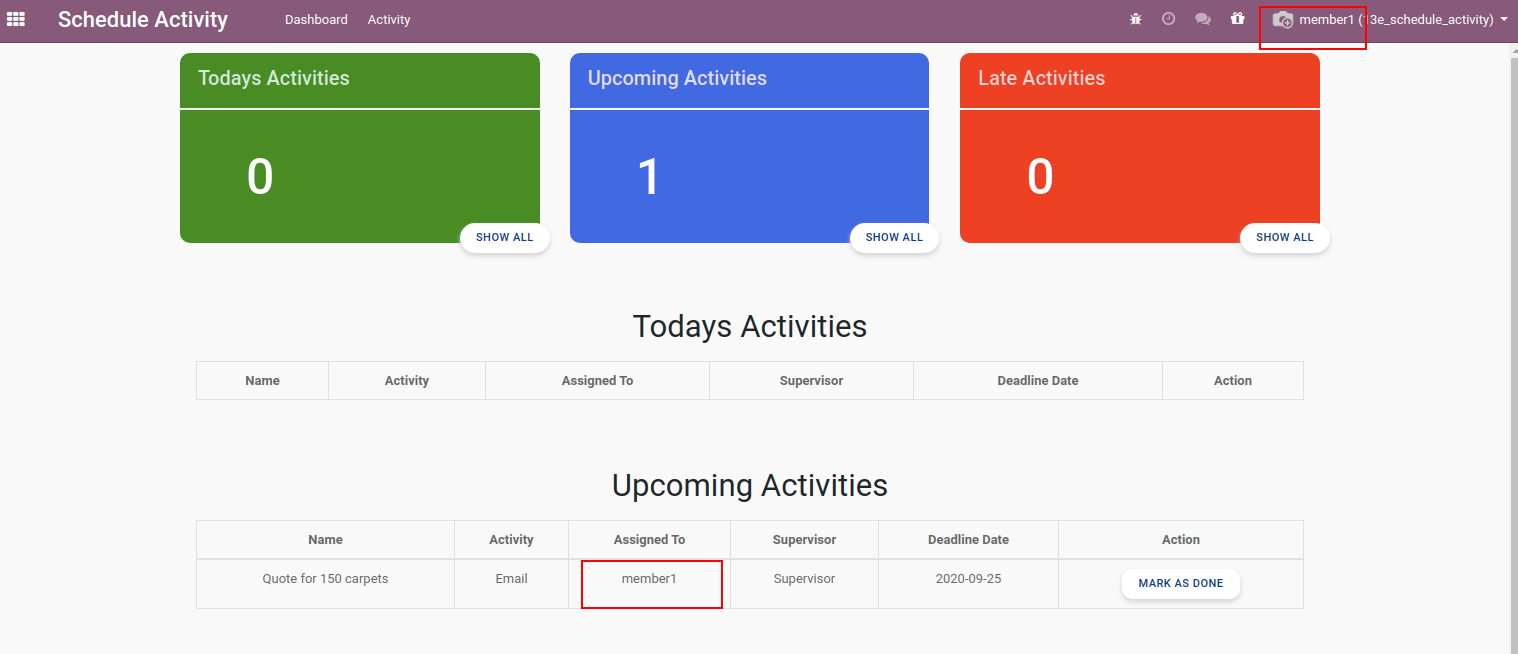 Schedule Activity Dashboard Activity member1 (13e_schedule_activity)
Todays Activities Upcoming Activities Late Activities
0 1 0
SHOW ALL SHOW ALL SHOW ALL
Todays Activities
Name Activity Assigned To Supervisor Deadline Date Action
Upcoming Activities
Name Activity Assigned To Supervisor Deadline Date Action
Quote for 150 carpets Email member1 Supervisor 2020-09-25 MARK AS DONE